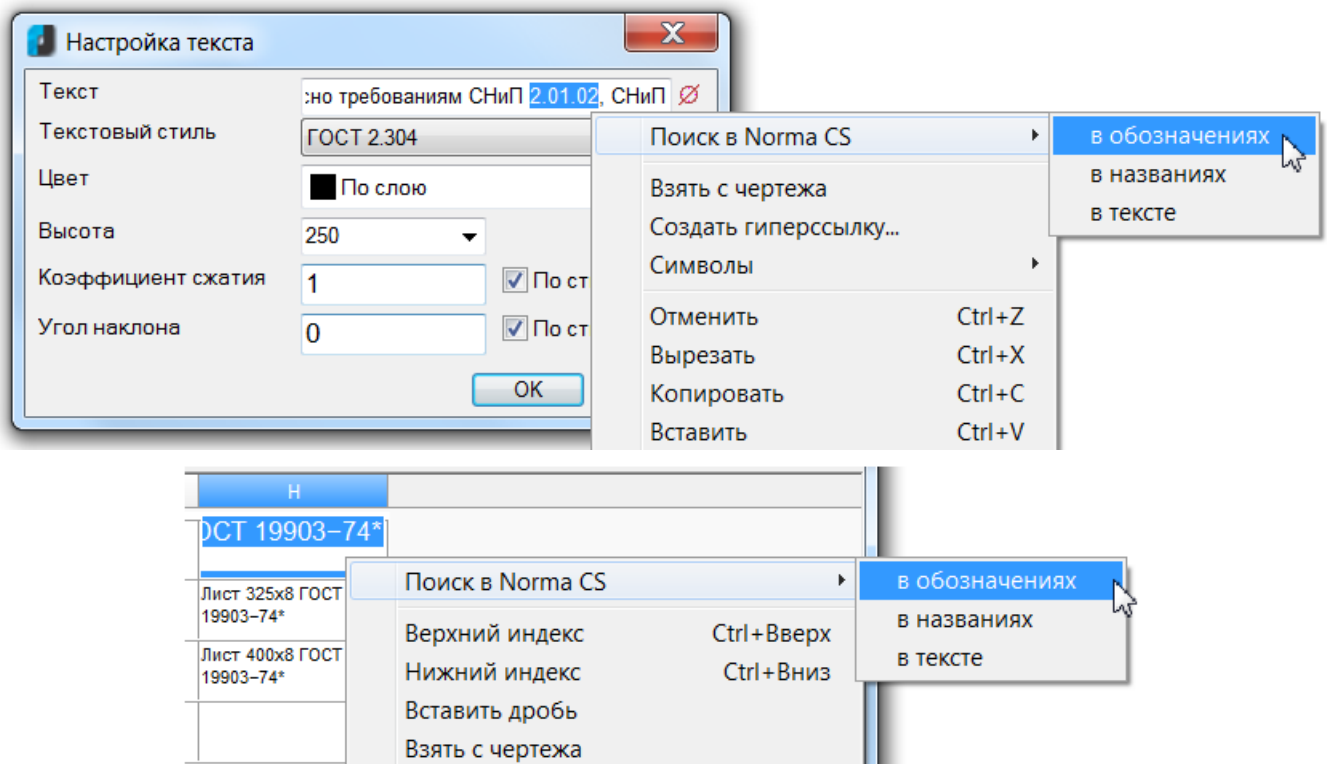 Настройка текста
Текст
но требованиям СНиП 2.01.02, СНиП
Текстовый стиль
ГОСТ 2.304
Цвет
По слою
Высота
250
Коэффициент сжатия
1
По ст
Угол наклона
0
По ст
OK
Поиск в Norma CS
в обозначениях
в названиях
в тексте
Взять с чертежа
Создать гиперссылку...
Символы
Отменить Ctrl+Z
Вырезать Ctrl+X
Копировать Ctrl+C
Вставить Ctrl+V
H
ОСТ 19903-74*
Лист 325x8 ГОСТ
19903-74*
Лист 400x8 ГОСТ
19903-74*
Поиск в Norma CS
в обозначениях
в названиях
в тексте
Верхний индекс Ctrl+Вверх
Нижний индекс Ctrl+Вниз
Вставить дробь
Взять с чертежа